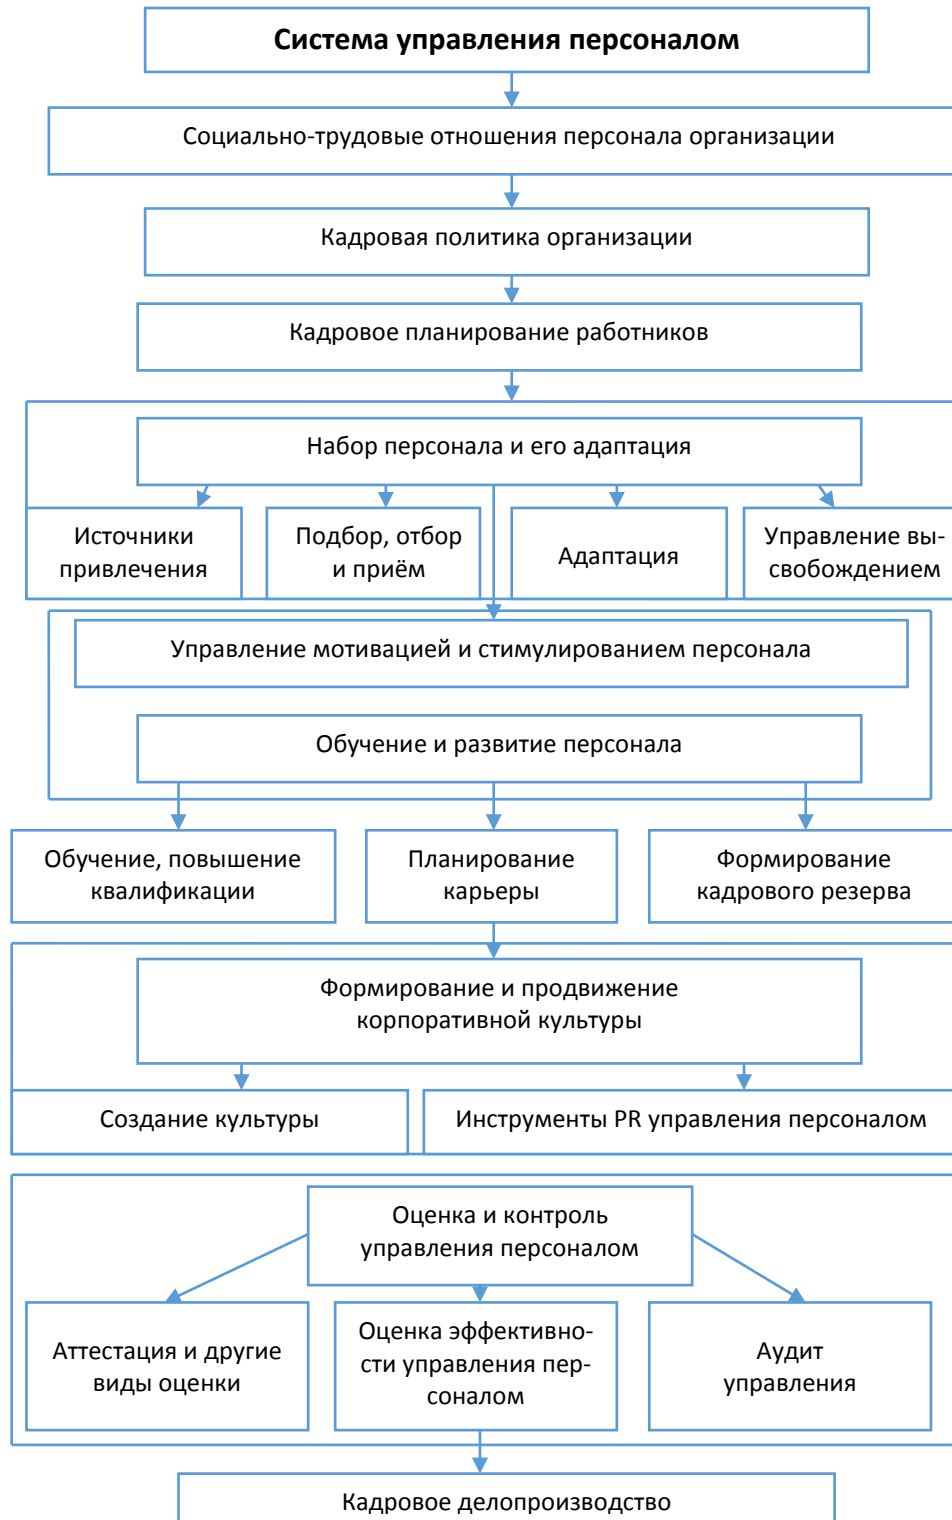 Система управления персоналом
Социально-трудовые отношения персонала организации
Кадровая политика организации
Кадровое планирование работников
Набор персонала и его адаптация
Источники
привлечения
Подбор, отбор
и приём
Адаптация
Управление вы-
свобождением
Управление мотивацией и стимулированием персонала
Обучение и развитие персонала
Обучение, повышение
квалификации
Планирование
карьеры
Формирование
кадрового резерва
Формирование и продвижение
корпоративной культуры
Создание культуры
Инструменты PR управления персоналом
Оценка и контроль
управления персоналом
Аттестация и другие
виды оценки
Оценка эффективно-
сти управления пер-
соналом
Аудит
управления
Кадровое делопроизводство